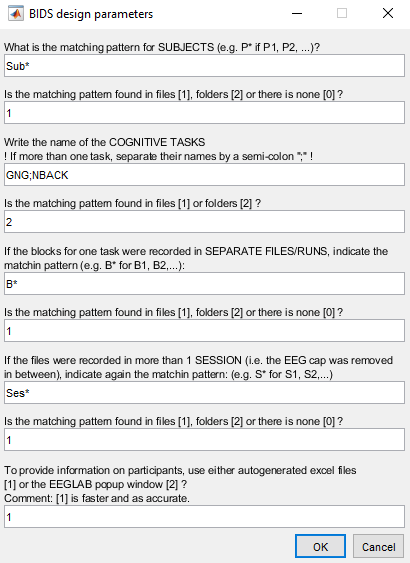 BIDS design parameters
What is the matching pattern for SUBJECTS (e.g. P* if P1, P2, ...)?
Sub*
Is the matching pattern found in files [1], folders [2] or there is none [0] ?
1
Write the name of the COGNITIVE TASKS
! If more than one task, separate their names by a semi-colon ";" !
GNG;NBACK
Is the matching pattern found in files [1] or folders [2] ?
2
If the blocks for one task were recorded in SEPARATE FILES/RUNS, indicate the
matchin pattern (e.g. B* for B1, B2,...):
B*
Is the matching pattern found in files [1], folders [2] or there is none [0] ?
1
If the files were recorded in more than 1 SESSION (i.e. the EEG cap was removed
in between), indicate again the matchin pattern: (e.g. S* for S1, S2,...)
Ses*
Is the matching pattern found in files [1], folders [2] or there is none [0] ?
1
To provide information on participants, use either autogenerated excel files
[1] or the EEGLAB popup window [2] ?
Comment: [1] is faster and as accurate.
1
OK Cancel